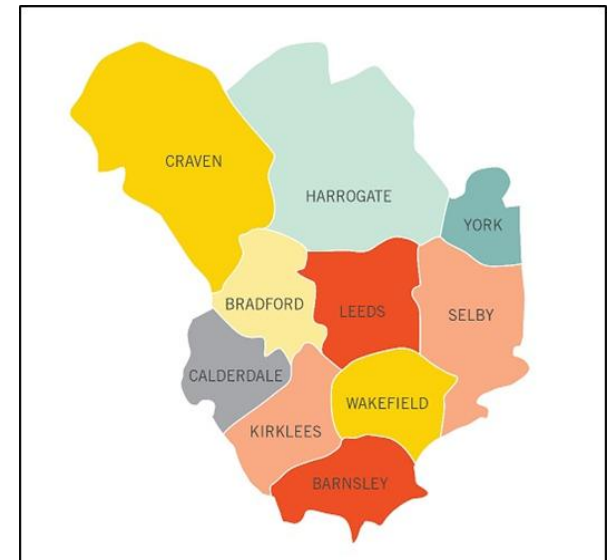 CRAVEN
HARROGATE
YORK
BRADFORD
LEEDS
SELBY
CALDERDALE
WAKEFIELD
KIRKLEES
BARNSLEY